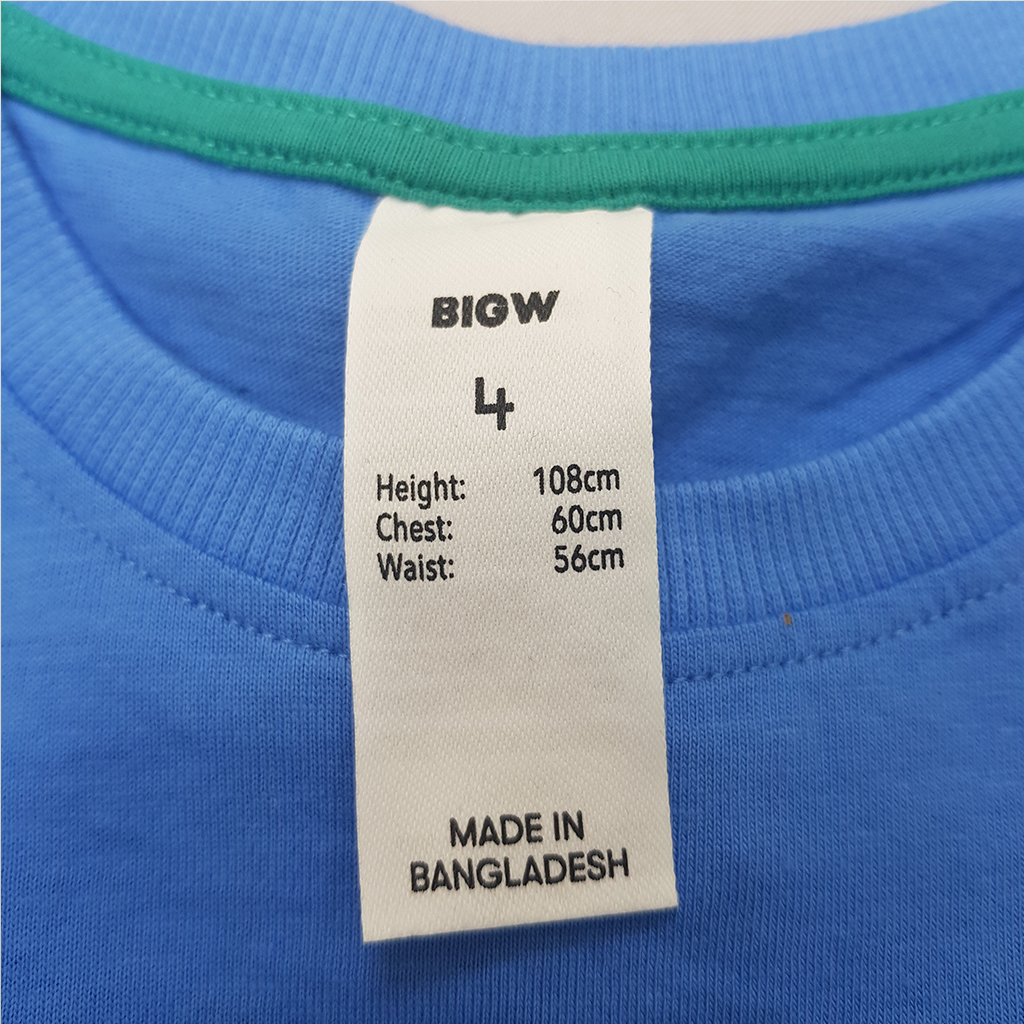 BIGW
4
Height: 108cm
Chest: 60cm
Waist: 56cm
MADE IN
BANGLADESH